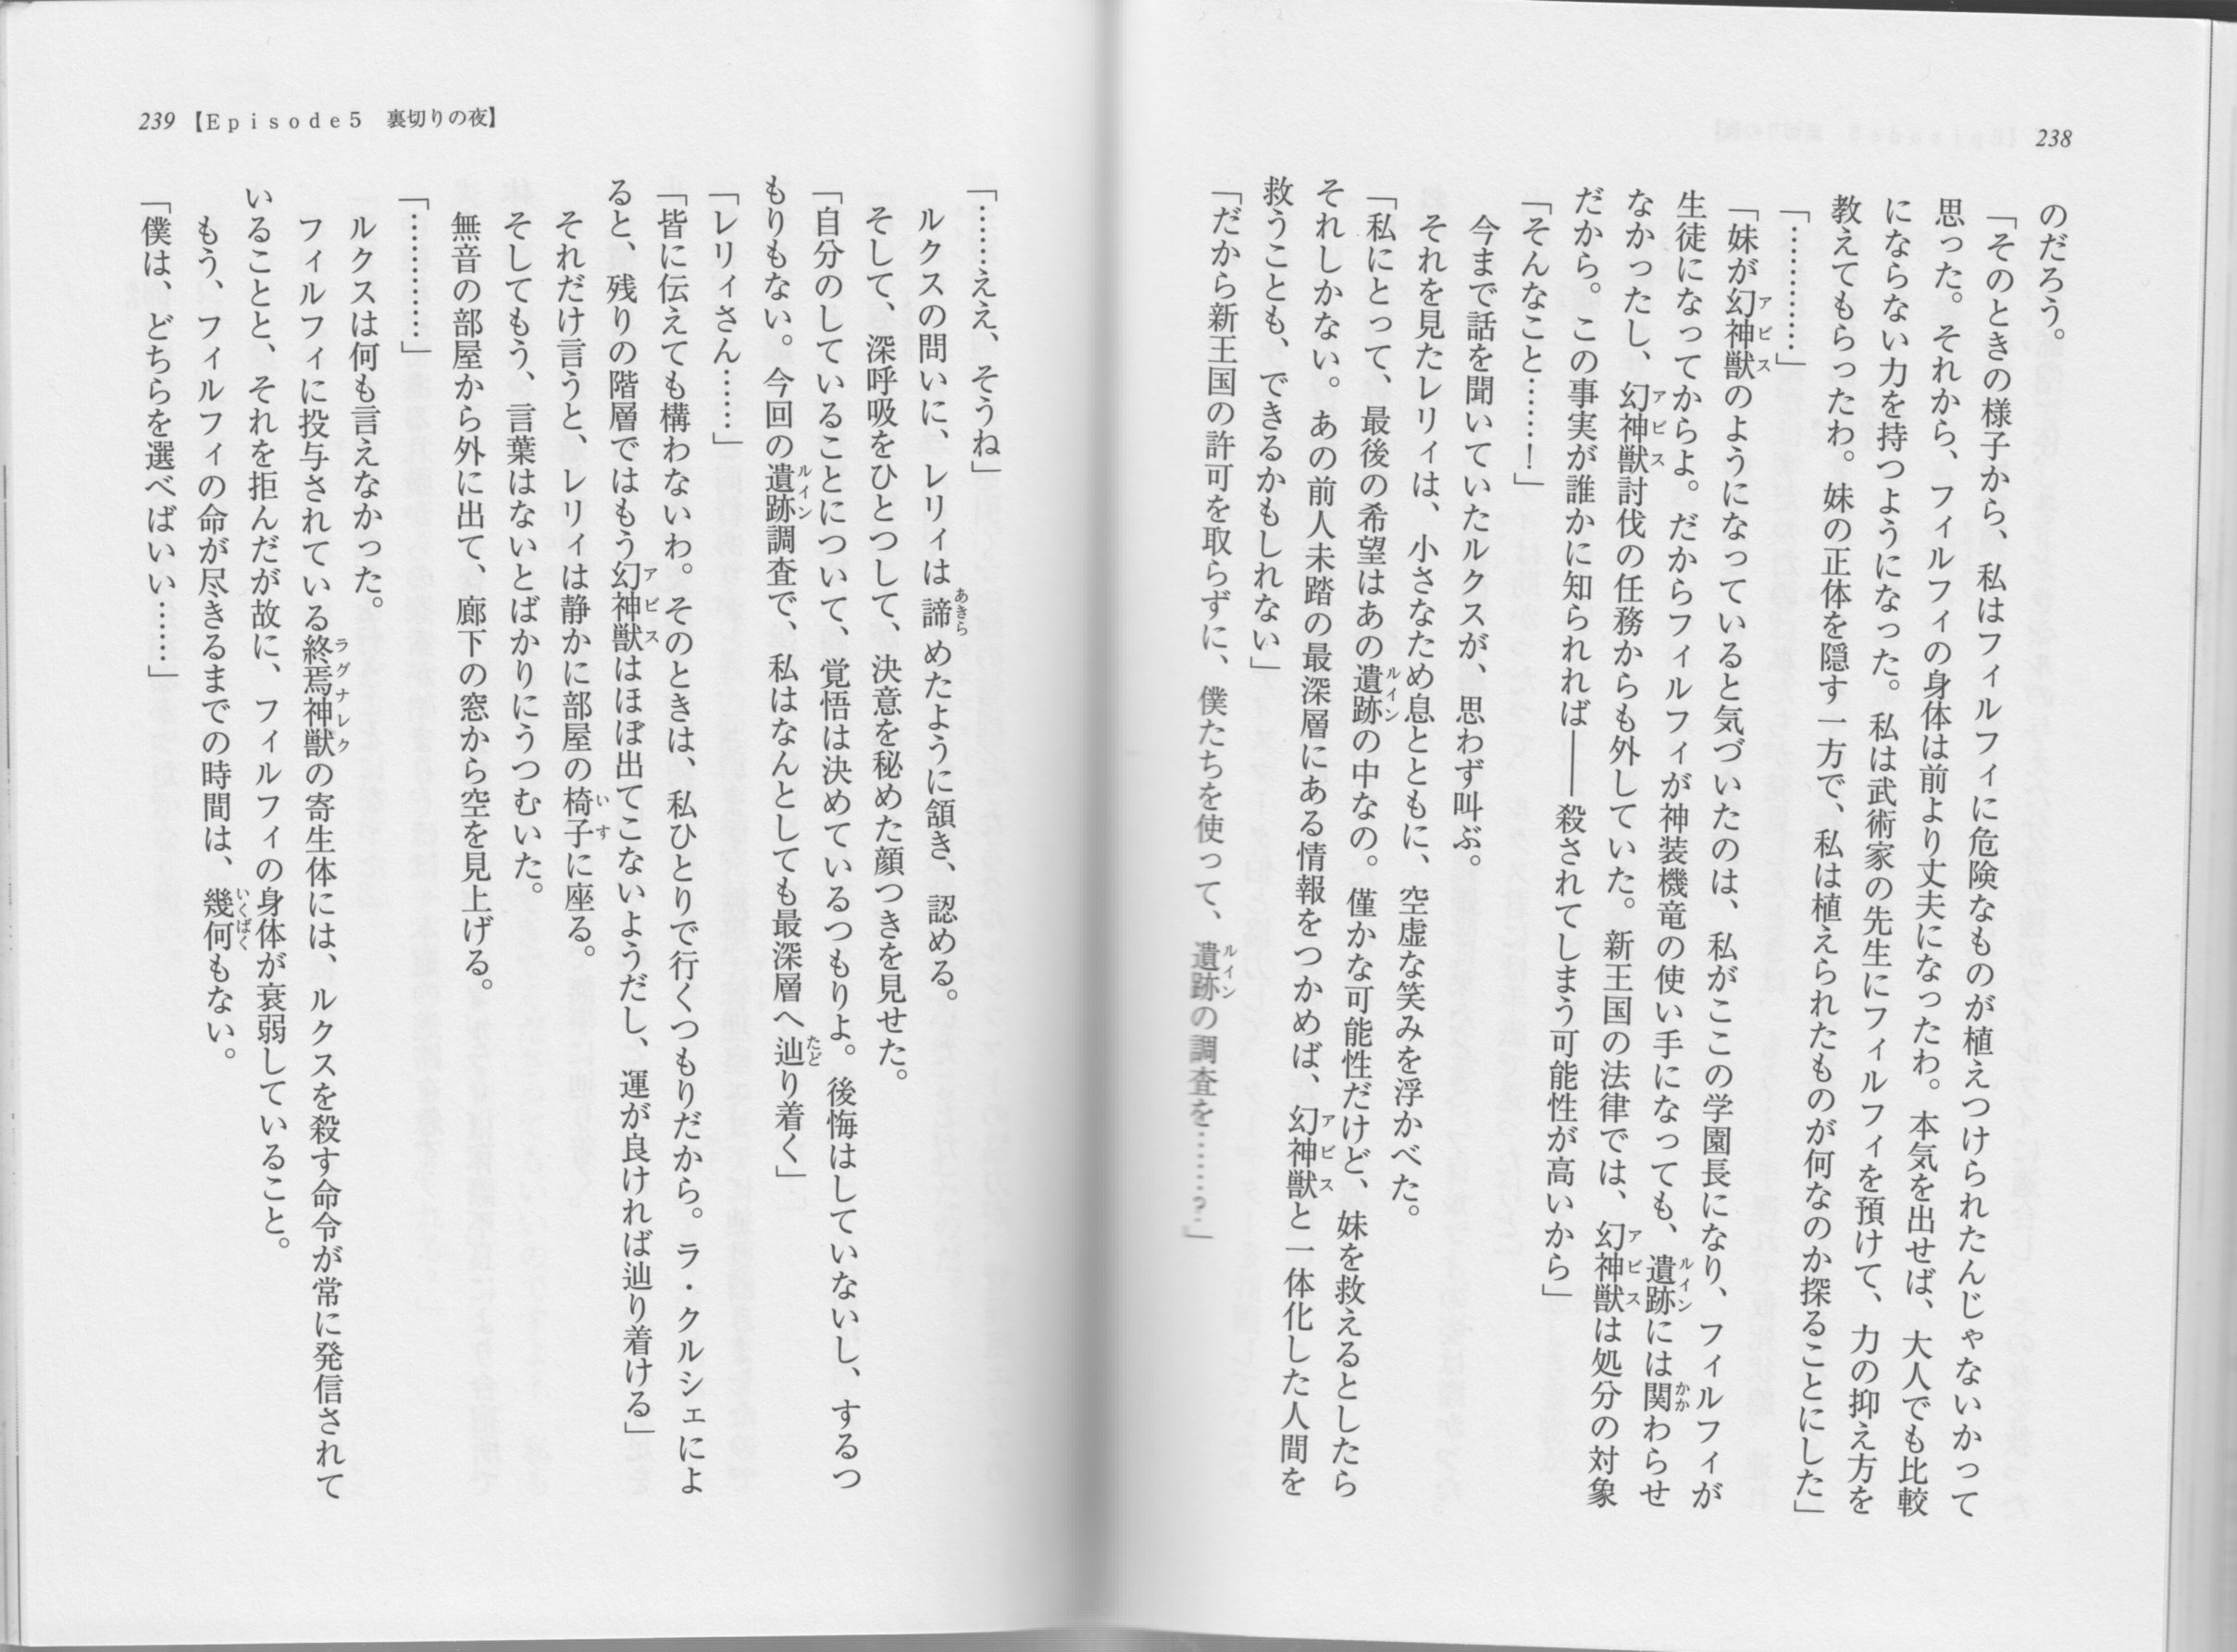 238
のだろう。
「そのときの様子から、私はフィルフィに危険なものが植えつけられたんじゃないかって
思った。それから、フィルフィの身体は前より丈夫になったわ。本気を出せば、大人でも比較
にならない力を持つようになった。私は武術家の先生にフィルフィを預けて、力の抑え方を
教えてもらったわ。妹の正体を隠す一方で、私は植えられたものが何なのか探ることにした」
「…………」
「妹が幻神獣アビスのようになっていると気づいたのは、私がここの学園長になり、フィルフィが
生徒になってからよ。だからフィルフィが神装機竜の使い手になっても、遺跡ルインには関かかわらせ
なかったし、幻神獣アビス討伐の任務からも外していた。新王国の法律では、幻神獣アビスは処分の対象
だから。この事実が誰かに知られれば――殺されてしまう可能性が高いから」
「そんなこと……！」
今まで話を聞いていたルクスが、思わず叫ぶ。
それを見たレリィは、小さなため息とともに、空虚な笑みを浮かべた。
「私にとって、最後の希望はあの遺跡ルインの中なの。僅かな可能性だけど、妹を救えるとしたら
それしかない。あの前人未踏の最深層にある情報をつかめば、幻神獣アビスと一体化した人間を
救うことも、できるかもしれない」
「だから新王国の許可を取らずに、僕たちを使って、遺跡ルインの調査を……？」
239【Episode5　裏切りの夜】
「……ええ、そうね」
ルクスの問いに、レリィは諦あきらめたように頷き、認める。
そして、深呼吸をひとつして、決意を秘めた顔つきを見せた。
「自分のしていることについて、覚悟は決めているつもりよ。後悔はしていないし、するつ
もりもない。今回の遺跡ルイン調査で、私はなんとしても最深層へ辿たどり着く」
「レリィさん……」
「皆に伝えても構わないわ。そのときは、私ひとりで行くつもりだから。ラ・クルシェによ
ると、残りの階層ではもう幻神獣アビスはほぼ出てこないようだし、運が良ければ辿り着ける」
それだけ言うと、レリィは静かに部屋の椅子いすに座る。
そしてもう、言葉はないとばかりにうつむいた。
無音の部屋から外に出て、廊下の窓から空を見上げる。
「…………」
ルクスは何も言えなかった。
フィルフィに投与されている終焉神獣ラグナレクの寄生体には、ルクスを殺す命令が常に発信されて
いることと、それを拒んだが故に、フィルフィの身体が衰弱していること。
もう、フィルフィの命が尽きるまでの時間は、幾何いくばくもない。
「僕は、どちらを選べばいい……」